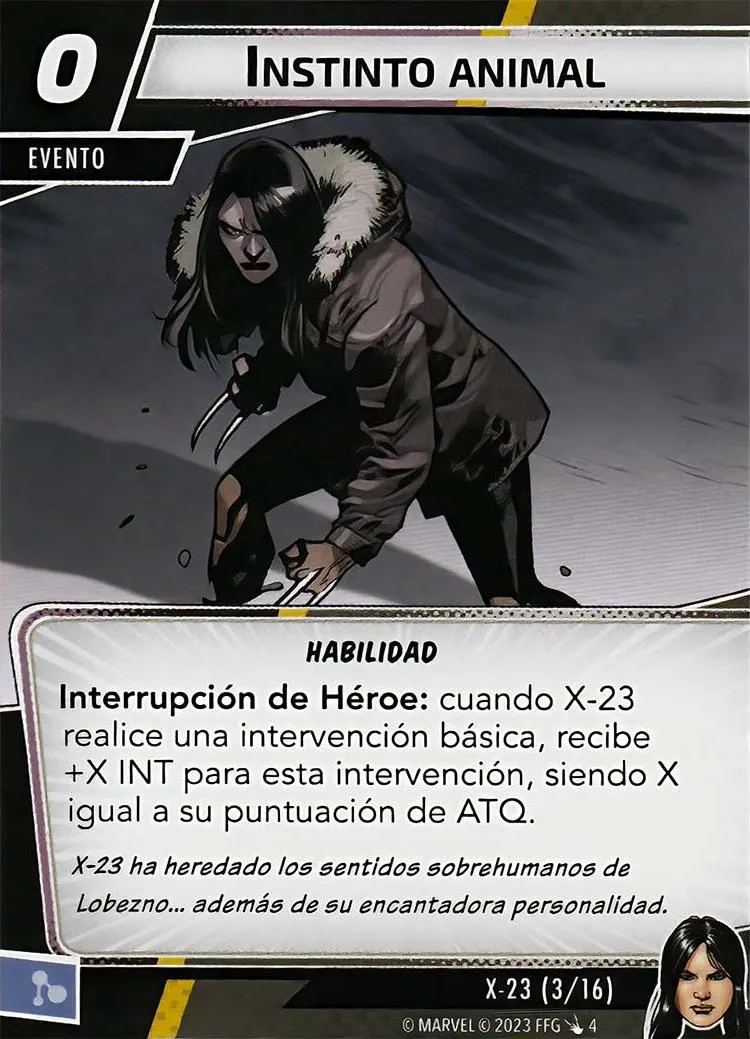 0
INSTINTO ANIMAL
EVENTO
HABILIDAD
Interrupción de Héroe: cuando X-23
realice una intervención básica, recibe
+X INT para esta intervención, siendo X
igual a su puntuación de ATQ.
X-23 ha heredado los sentidos sobrehumanos de
Lobezno... además de su encantadora personalidad.
X-23 (3/16)
© MARVEL © 2023 FFG 4